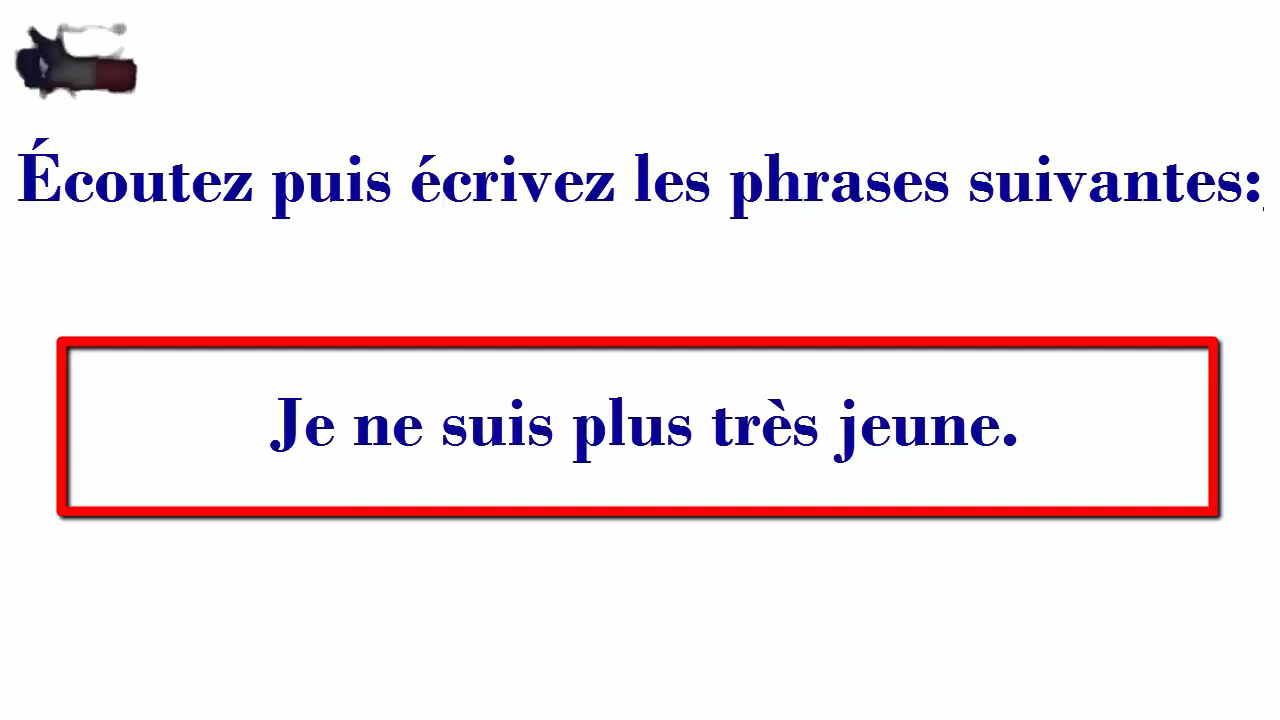 Écoutez puis écrivez les phrases suivantes:
Je ne suis plus très jeune.